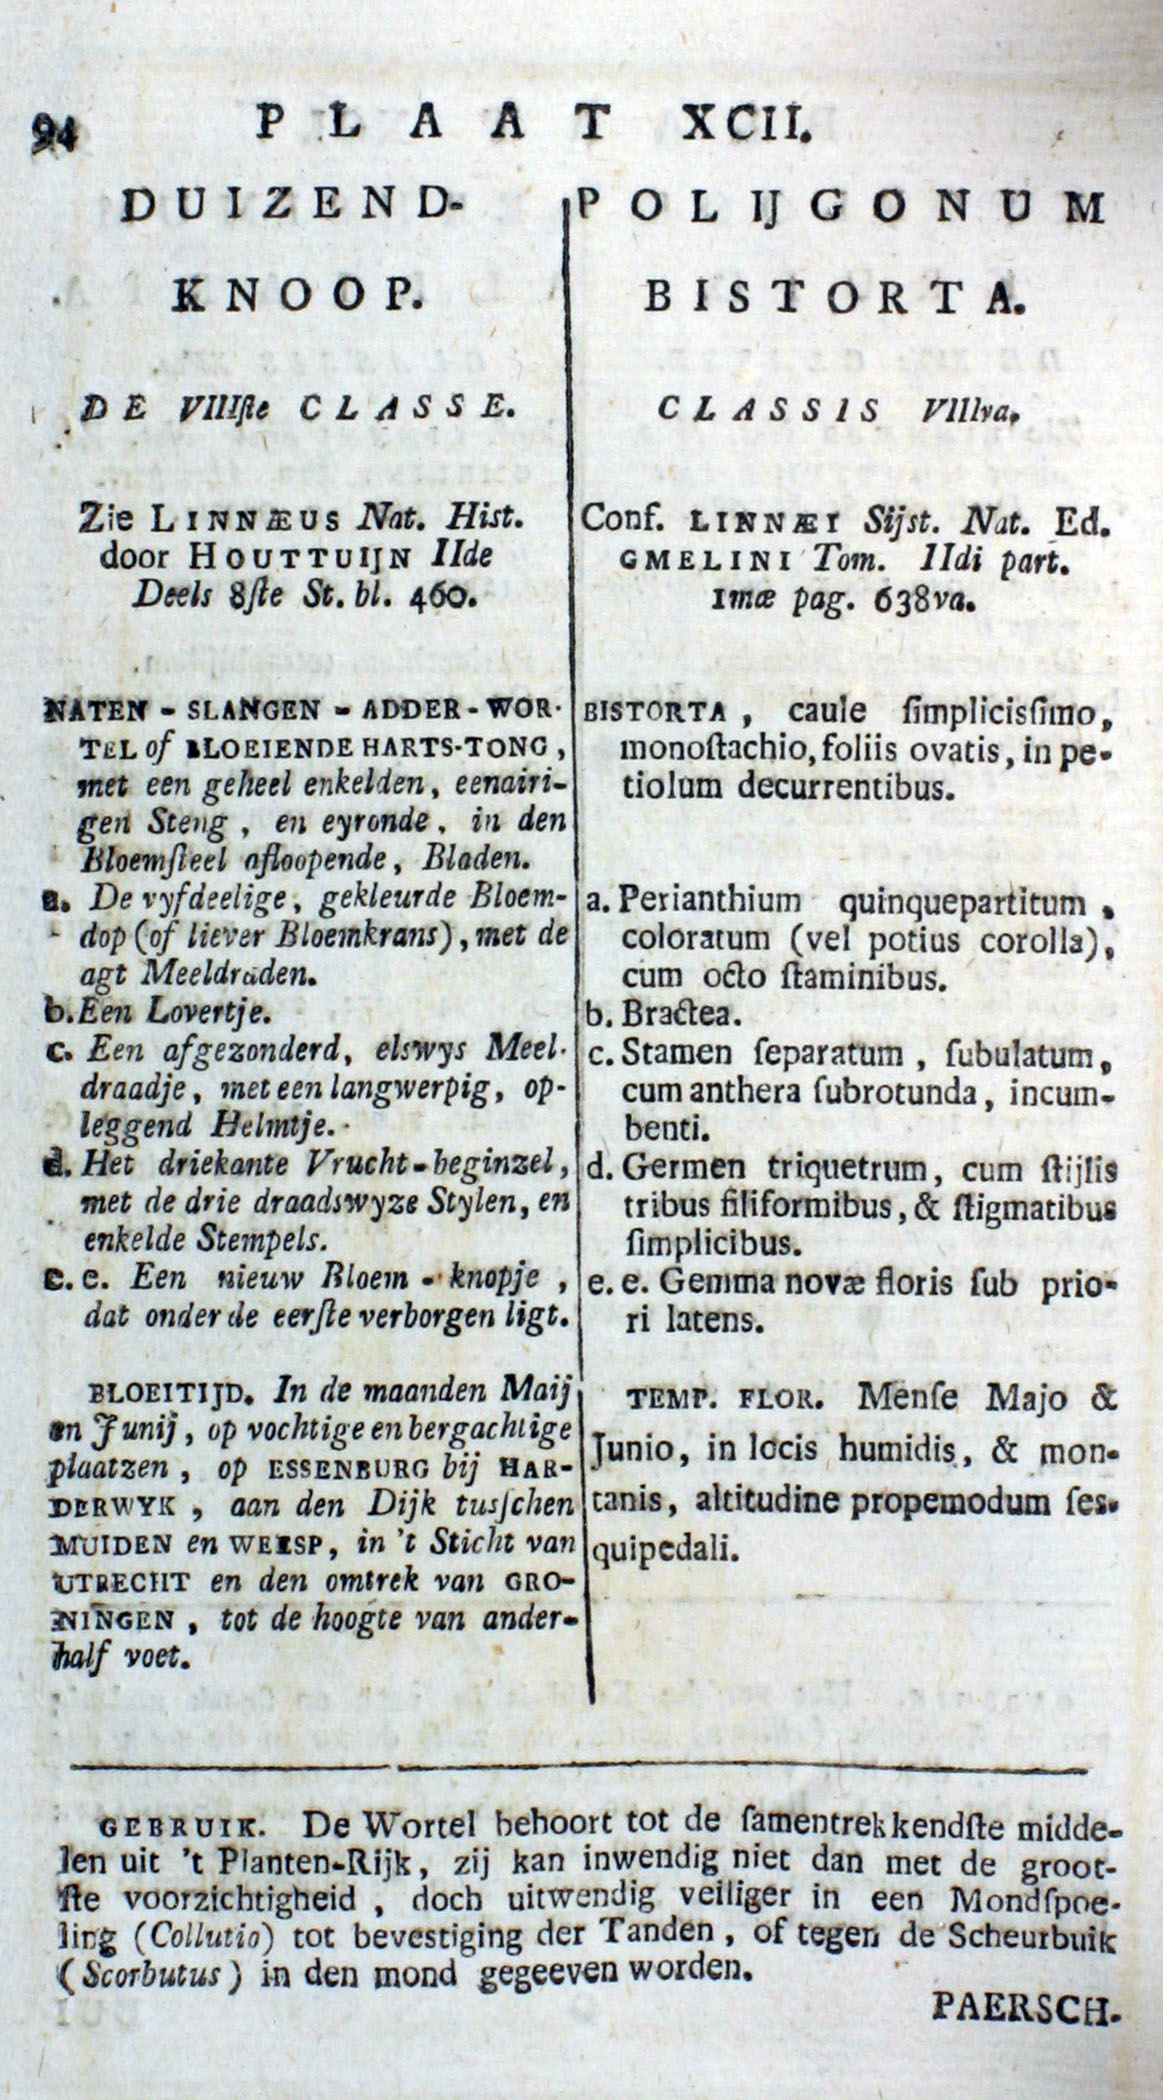 94
PLAAT XCII.
DUIZEND-
KNOOP.
DE VIIIſte CLASSE.
Zie LINNÆUS Nat. Hist.
door HOUTTUIJN IIde
Deels 8ſte St. bl. 460.
NATEN - SLANGEN - ADDER - WOR-
TEL of BLOEIENDE HARTS-TONG,
met een geheel enkelden, eenairi-
gen Steng, en eyronde, in den
Bloemſteel afloopende, Bladen.
a. De vyfdeelige, gekleurde Bloem-
dop (of liever Bloemkrans), met de
agt Meeldraden.
b. Een Lovertje.
c. Een afgezonderd, elswys Meel-
draadje, met een langwerpig, op-
leggend Helmtje.
d. Het driekante Vrucht-beginzel,
met de drie draadswyze Stylen, en
enkelde Stempels.
e. e. Een nieuw Bloem-knopje,
dat onder de eerſte verborgen ligt.
BLOEITIJD. In de maanden Maij
en Junij, op vochtige en bergachtige
plaatzen, op ESSENBURG bij HAR-
DERWYK, aan den Dijk tusſchen
MUIDEN en WEESP, in 't Sticht van
UTRECHT en den omtrek van GRO-
NINGEN, tot de hoogte van ander-
half voet.
POLIJGONUM
BISTORTA.
CLASSIS VIIIva.
Conf. LINNÆI Sijst. Nat. Ed.
GMELINI Tom. IIdi part.
1mæ pag. 638va.
BISTORTA, caule ſimplicisſimo,
monoſtachio, foliis ovatis, in pe-
tiolum decurrentibus.
a. Perianthium quinquepartitum,
coloratum (vel potius corolla),
cum octo ſtaminibus.
b. Bractea.
c. Stamen ſeparatum, ſubulatum,
cum anthera ſubrotunda, incum-
benti.
d. Germen triquetrum, cum ſtijlis
tribus filiformibus, & ſtigmatibus
ſimplicibus.
e. e. Gemma novæ floris ſub prio-
ri latens.
TEMP. FLOR. Menſe Majo &
Junio, in locis humidis, & mon-
tanis, altitudine propemodum ſes-
quipedali.
GEBRUIK. De Wortel behoort tot de ſamentrekkendſte midde-
len uit 't Planten-Rijk, zij kan inwendig niet dan met de groot-
ſte voorzichtigheid, doch uitwendig veiliger in een Mondſpoe-
ling (Collutio) tot bevestiging der Tanden, of tegen de Scheurbuik
(Scorbutus) in den mond gegeeven worden.
PAERSCH.